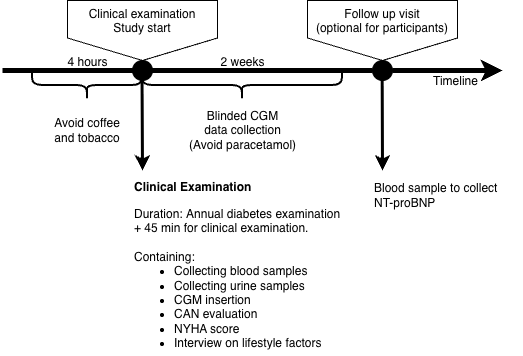 Clinical examination
Study start
Follow up visit
(optional for participants)
4 hours
2 weeks
Timeline
Avoid coffee
and tobacco
Blinded CGM
data collection
(Avoid paracetamol)
Clinical Examination
Duration: Annual diabetes examination
+ 45 min for clinical examination.
Containing:
• Collecting blood samples
• Collecting urine samples
• CGM insertion
• CAN evaluation
• NYHA score
• Interview on lifestyle factors
Blood sample to collect
NT-proBNP